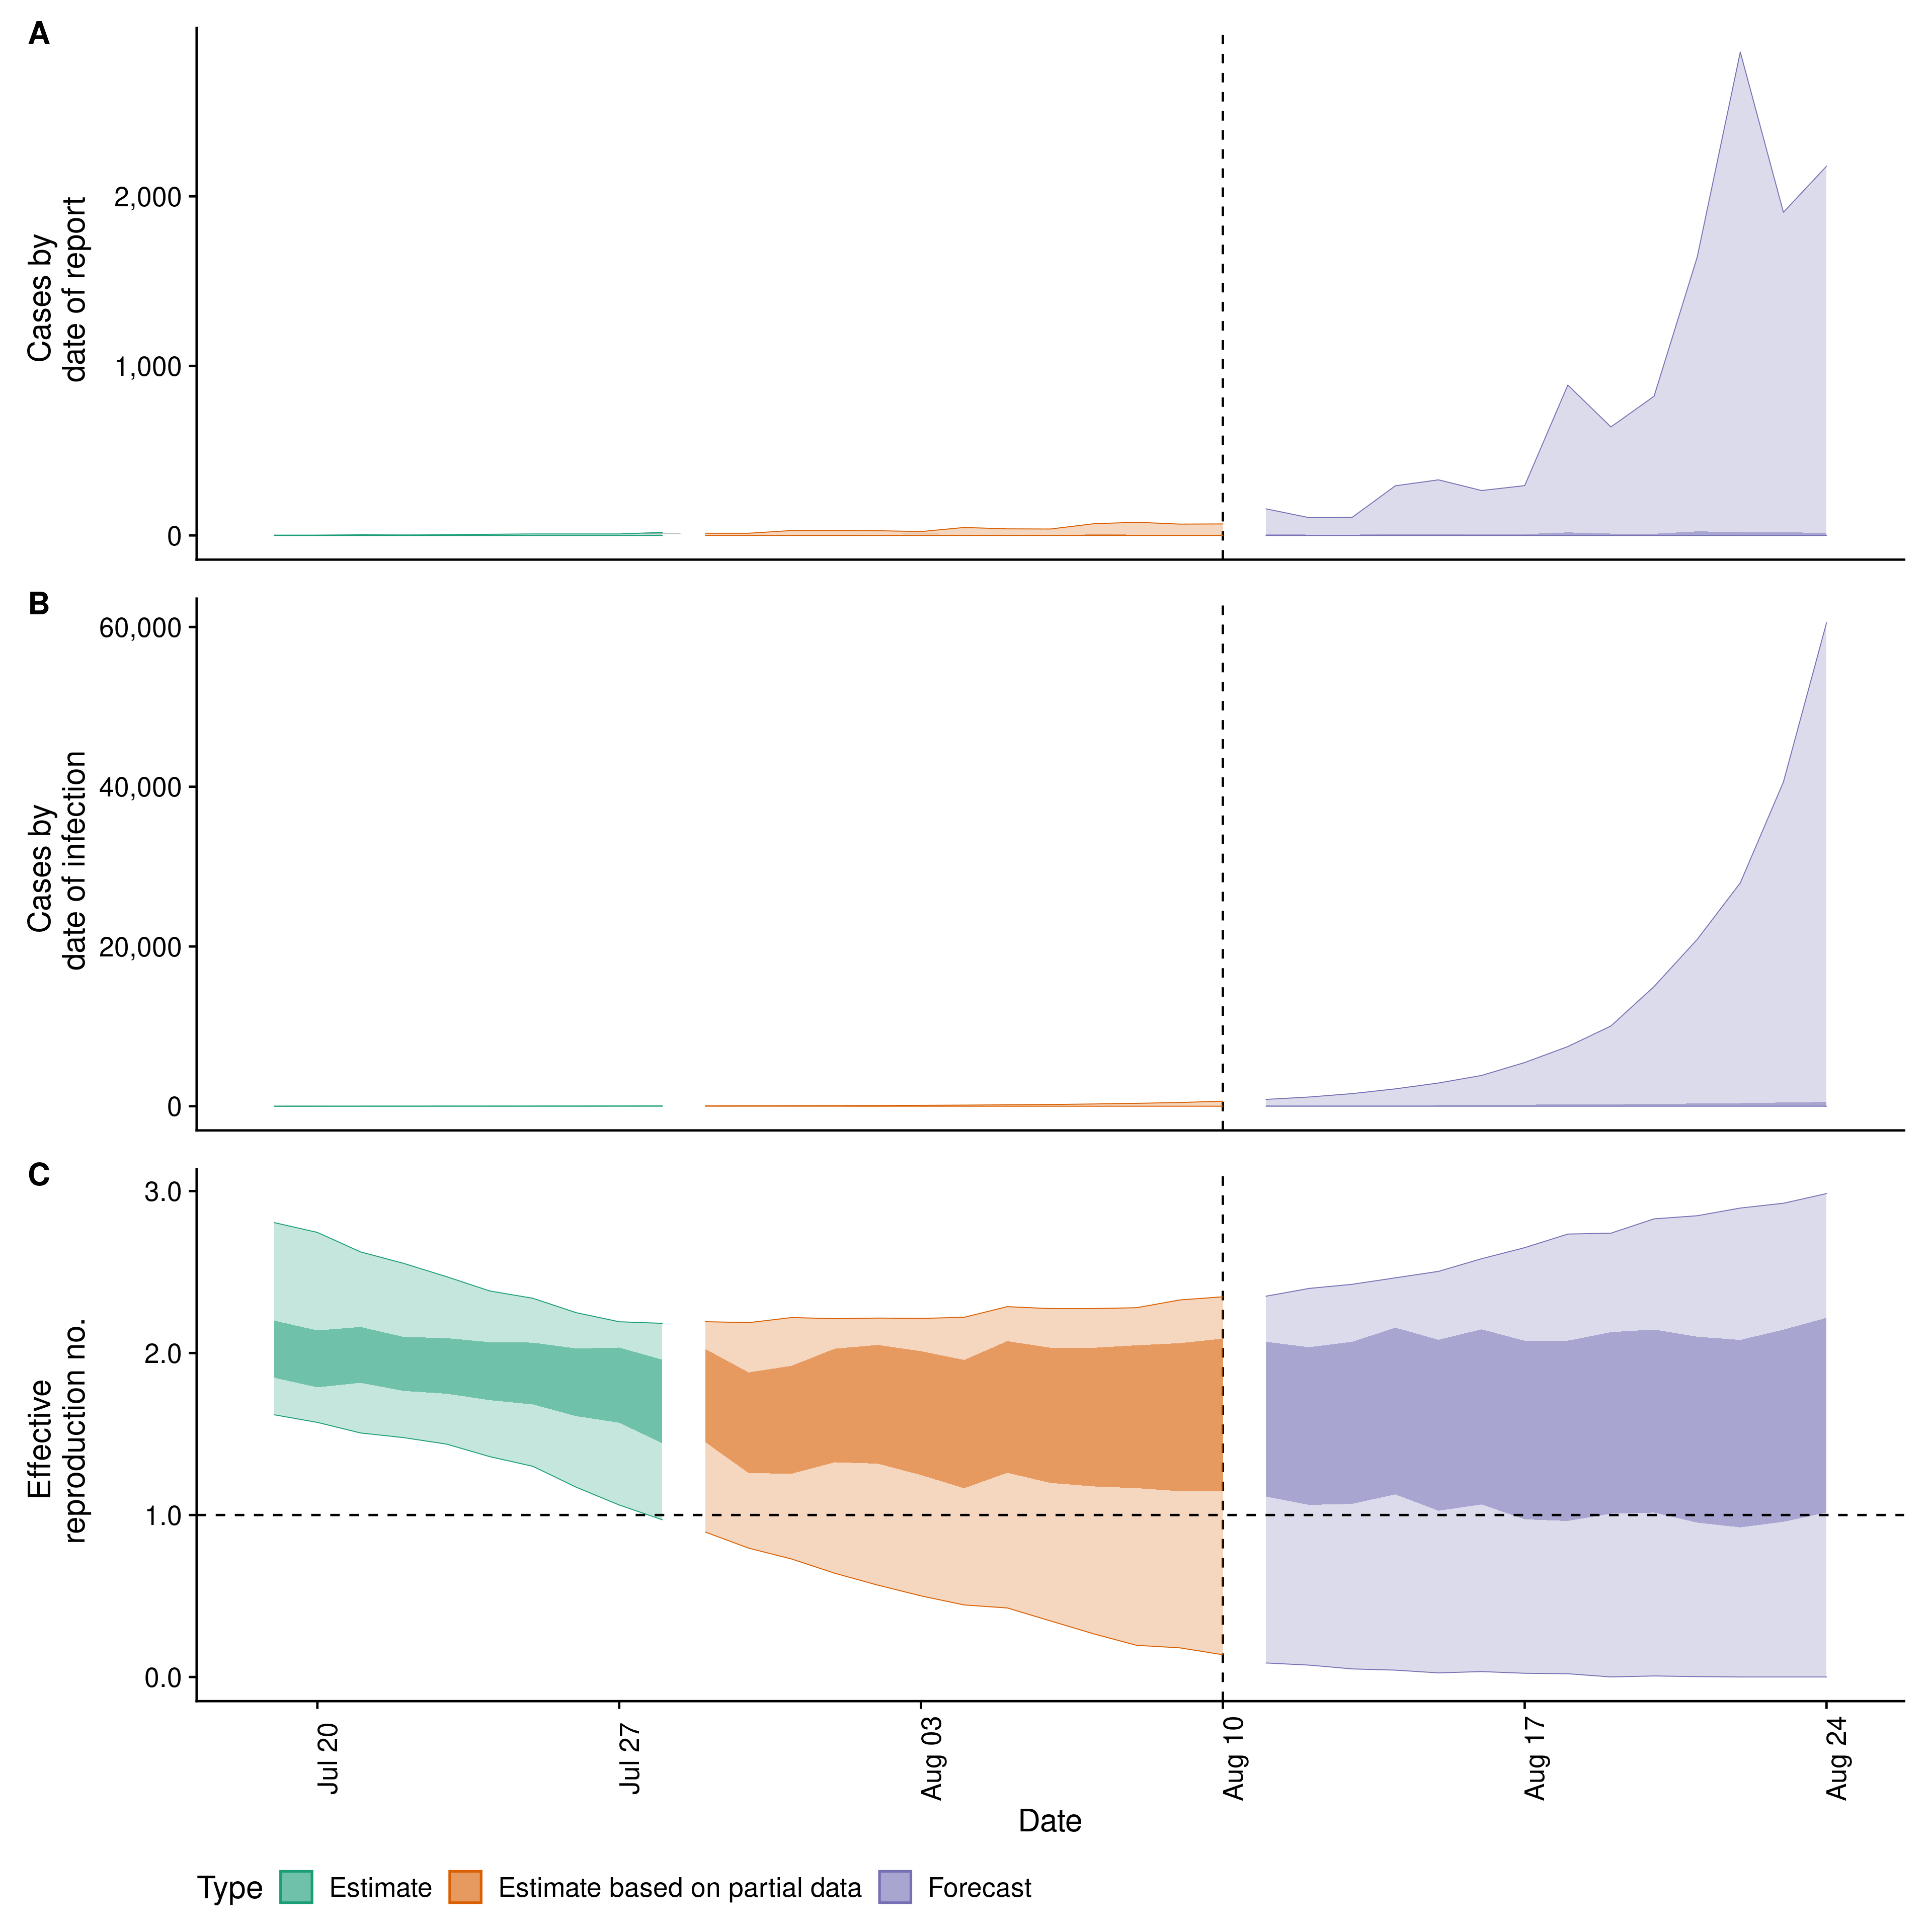 A
Cases by
date of report
2,000
1,000
0
B
Cases by
date of infection
60,000
40,000
20,000
0
C
Effective
reproduction no.
3.0
2.0
1.0
0.0
Jul 20
Jul 27
Aug 03
Aug 10
Aug 17
Aug 24
Date
Type
Estimate
Estimate based on partial data
Forecast